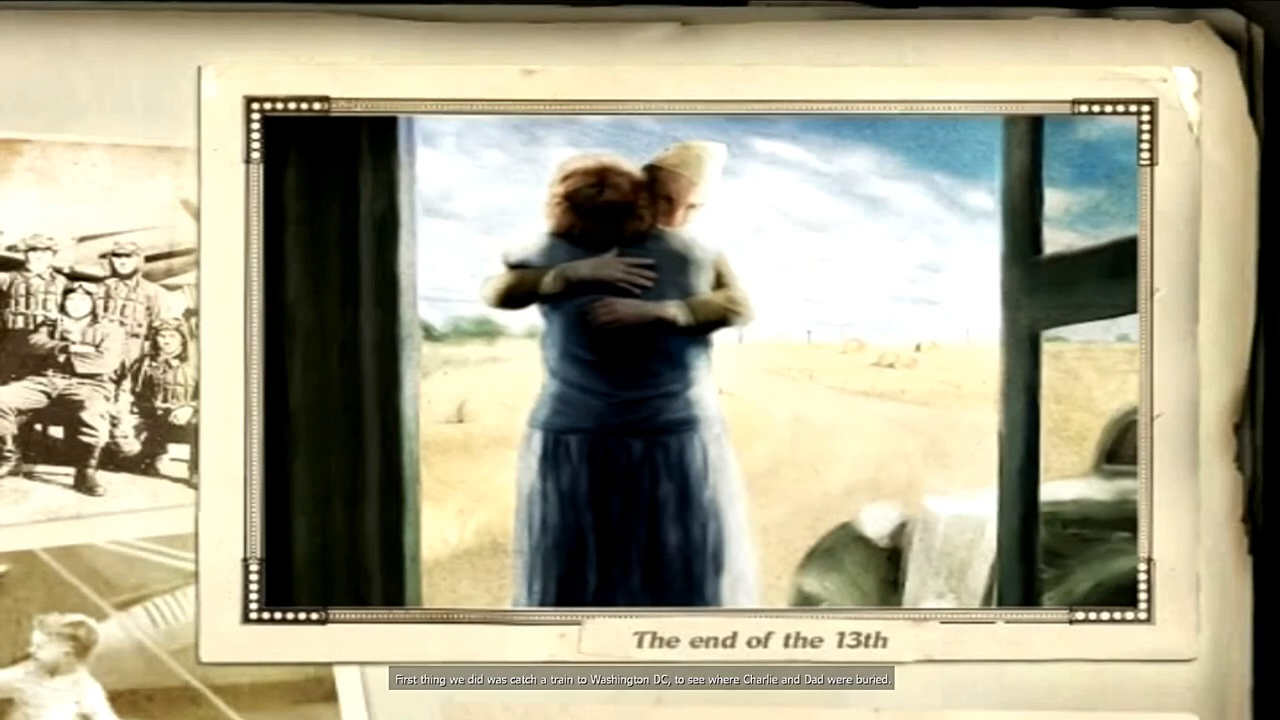 The end of the 13th
First thing we did was catch a train to Washington DC, to see where Charlie and Dad were buried.